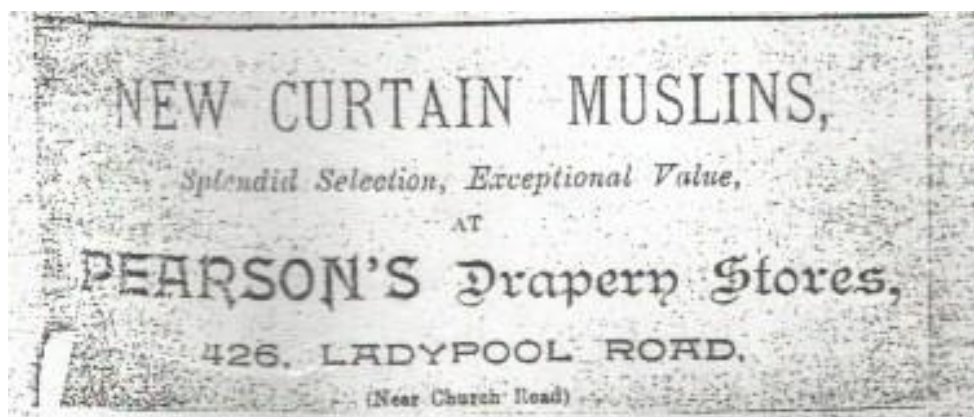 NEW CURTAIN MUSLINS,
Splendid Selection, Exceptional Value,
AT
PEARSON'S Drapery Stores,
426, LADYPOOL ROAD,
(Near Church Road)